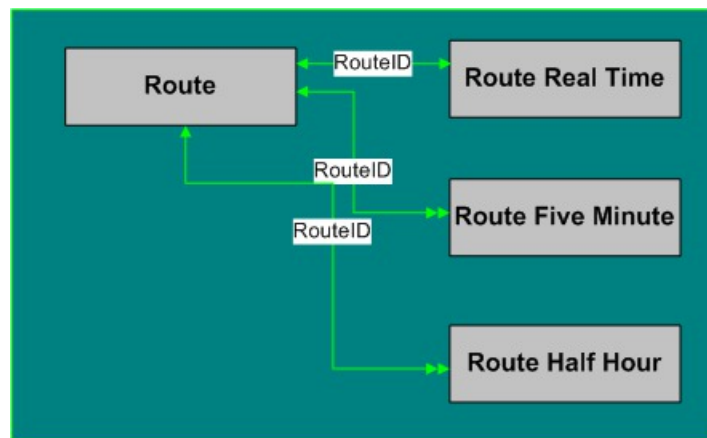 Route
RouteID
Route Real Time
RouteID
Route Five Minute
RouteID
Route Half Hour